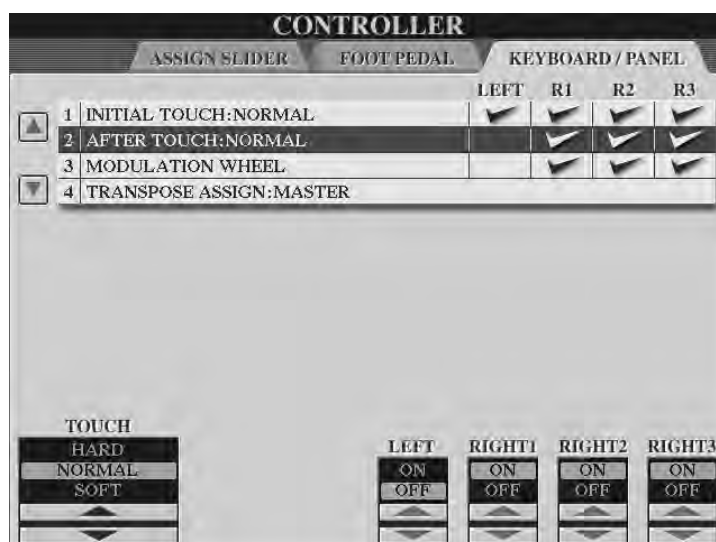 CONTROLLER
ASSIGN SLIDER FOOT PEDAL KEYBOARD / PANEL
LEFT R1 R2 R3
1 INITIAL TOUCH:NORMAL
2 AFTER TOUCH:NORMAL
3 MODULATION WHEEL
4 TRANSPOSE ASSIGN:MASTER
TOUCH
LEFT RIGHT1 RIGHT2 RIGHT3
HARD ON ON ON ON
NORMAL
SOFT OFF OFF OFF OFF